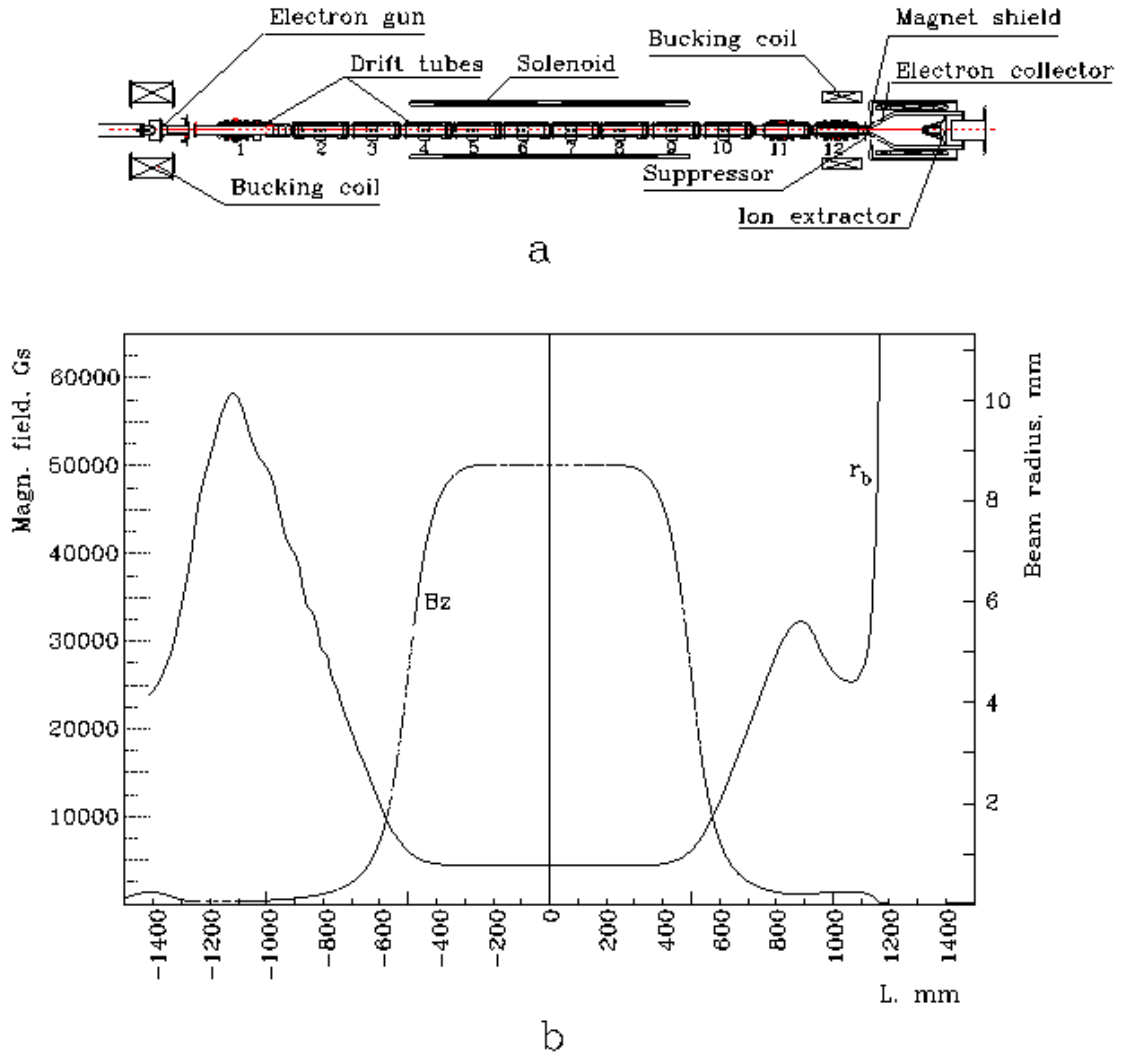 Electron gun
Magnet shield
Bucking coil
Drift tubes
Solenoid
Electron collector
1 2 3 4 5 6 7 8 9 10 11 12
Suppressor
Bucking coil
Ion extractor
a
Magn. field, Gs
60000
50000
40000
30000
20000
10000
Bz
r_b
10
8
6
4
2
Beam radius, mm
-1400 -1200 -1000 -800 -600 -400 -200 0 200 400 600 800 1000 1200 1400
L, mm
b